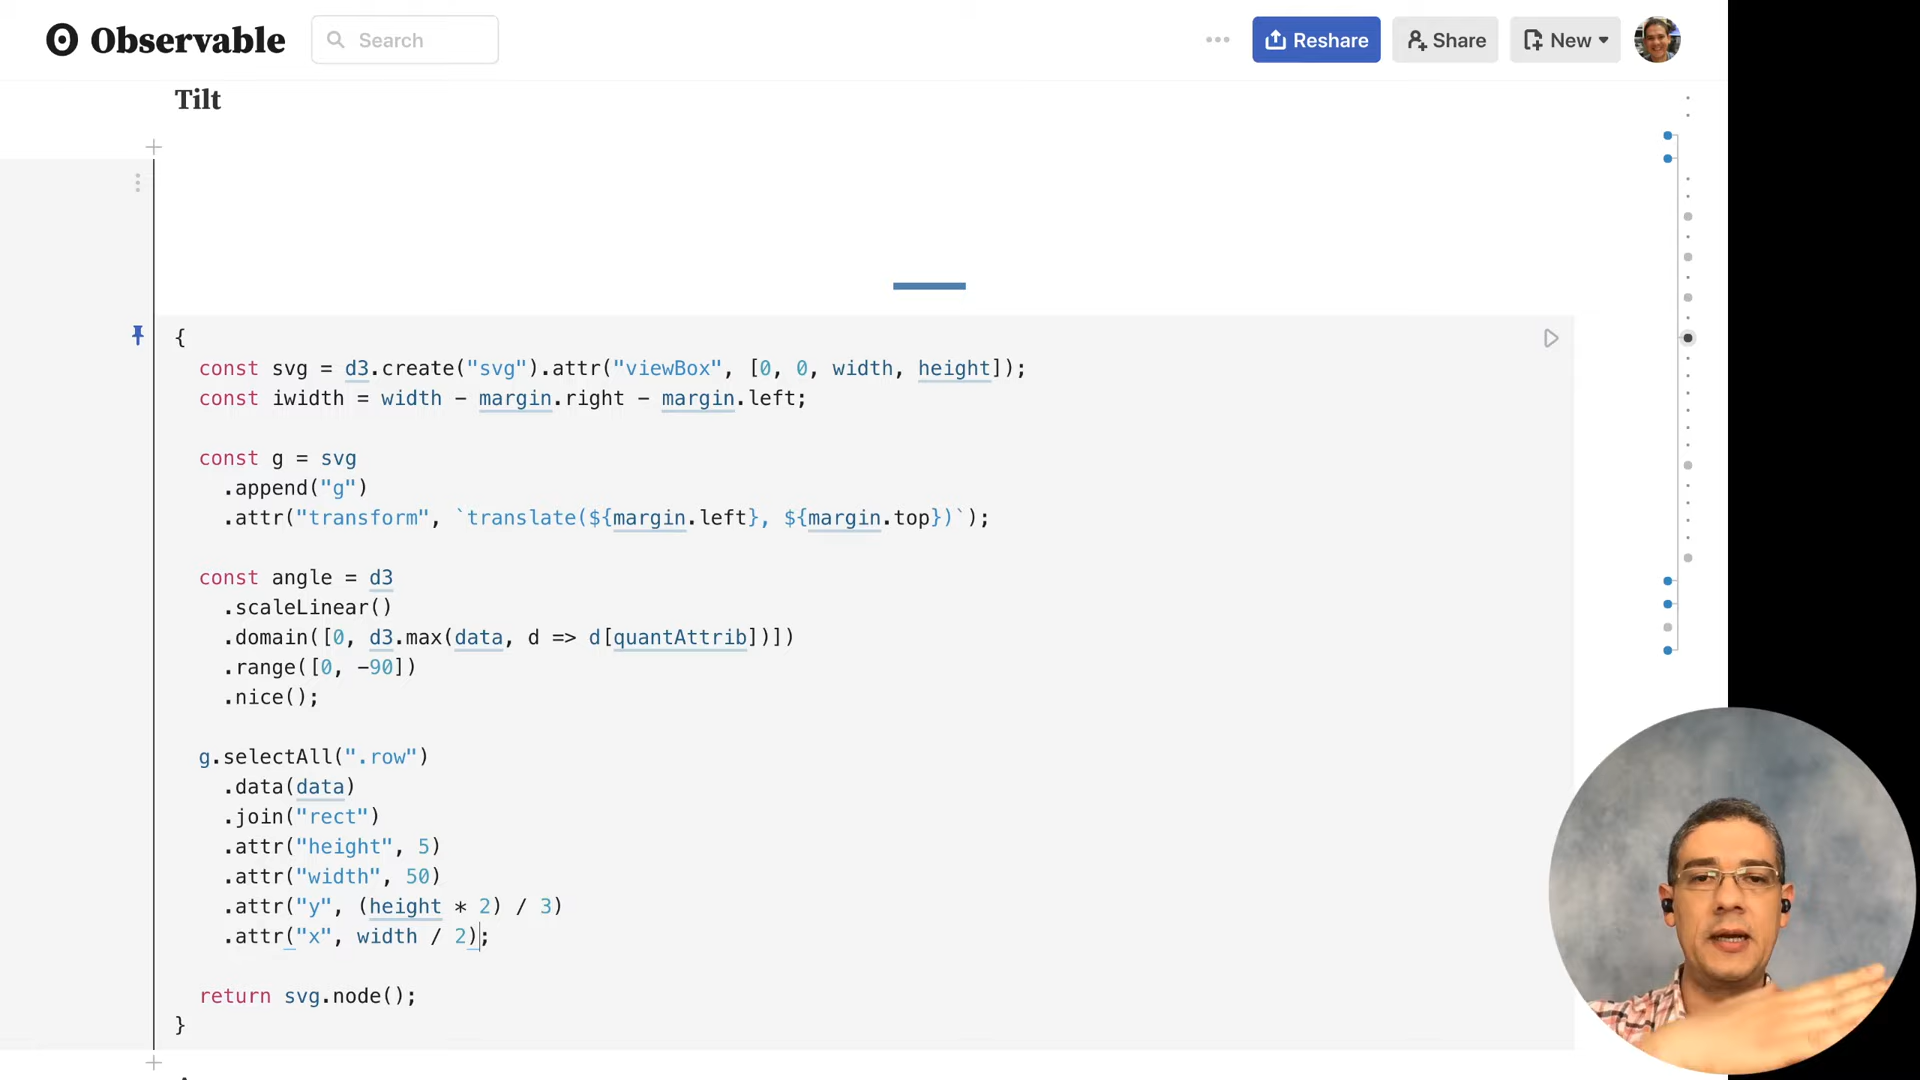 Observable
Search
Reshare
Share
New
Tilt
{
const svg = d3.create("svg").attr("viewBox", [0, 0, width, height]);
const iwidth = width - margin.right - margin.left;
const g = svg
.append("g")
.attr("transform", `translate(${margin.left}, ${margin.top})`);
const angle = d3
.scaleLinear()
.domain([0, d3.max(data, d => d[quantAttrib])])
.range([0, -90])
.nice();
g.selectAll(".row")
.data(data)
.join("rect")
.attr("height", 5)
.attr("width", 50)
.attr("y", (height * 2) / 3)
.attr("x", width / 2);
return svg.node();
}